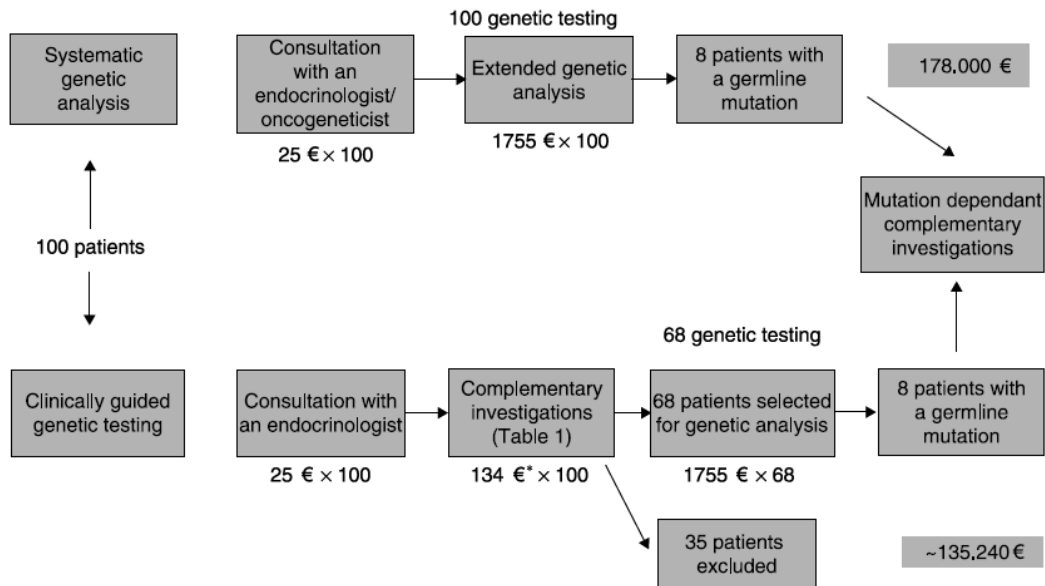 100 genetic testing
Systematic
genetic
analysis
Consultation
with an
endocrinologist/
oncogeneticist
25 € × 100
Extended genetic
analysis
1755 € × 100
8 patients with
a germline
mutation
178.000 €
Mutation dependant
complementary
investigations
100 patients
68 genetic testing
Clinically guided
genetic testing
Consultation with
an endocrinologist
25 € × 100
Complementary
investigations
(Table 1)
134 €* × 100
68 patients selected
for genetic analysis
1755 € × 68
8 patients with
a germline
mutation
35 patients
excluded
~135.240 €